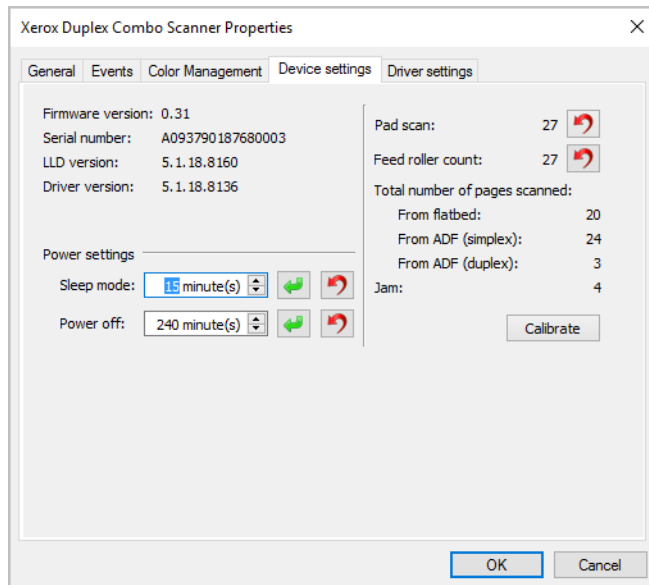 Xerox Duplex Combo Scanner Properties
General Events Color Management Device settings Driver settings
Firmware version: 0.31
Serial number: A093790187680003
LLD version: 5.1.18.8160
Driver version: 5.1.18.8136
Power settings
Sleep mode: 15 minute(s)
Power off: 240 minute(s)
Pad scan: 27
Feed roller count: 27
Total number of pages scanned:
From flatbed: 20
From ADF (simplex): 24
From ADF (duplex): 3
Jam: 4
Calibrate
OK Cancel